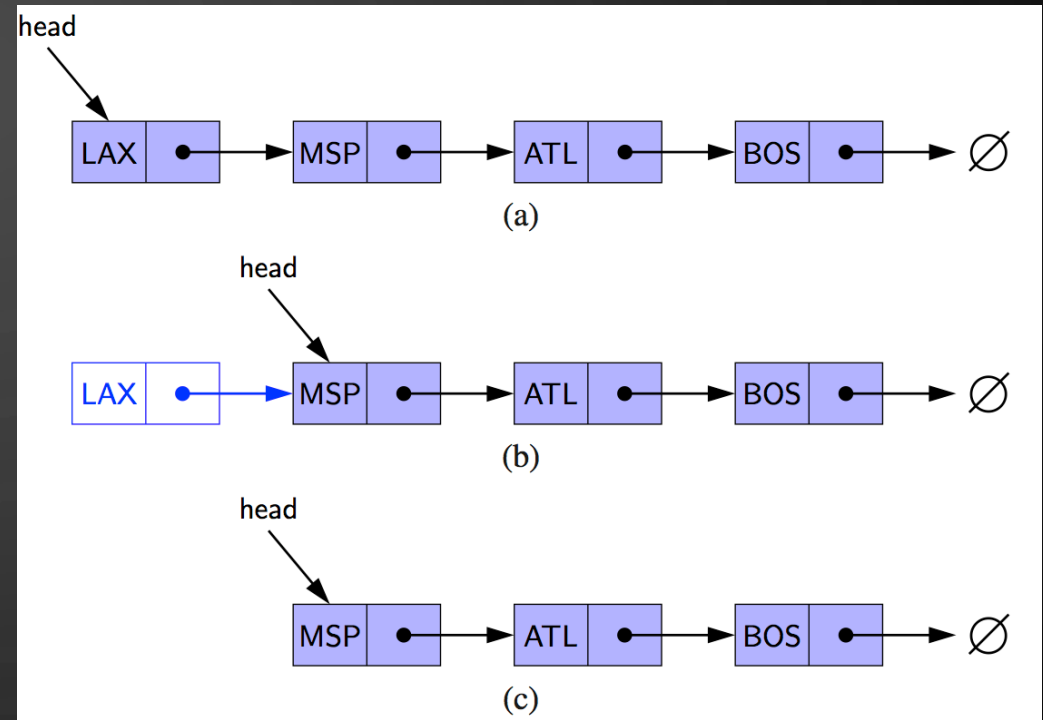 head
LAX MSP ATL BOS ∅
(a)
head
LAX MSP ATL BOS ∅
(b)
head
MSP ATL BOS ∅
(c)